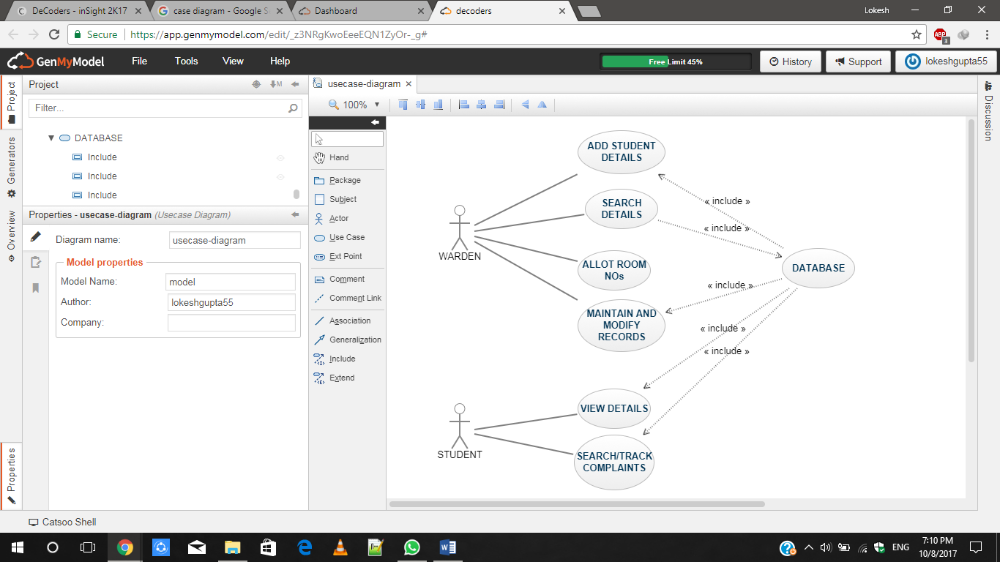 DeCoders - inSight 2K17
case diagram - Google S
Dashboard
decoders
Lokesh
Secure
https://app.genmymodel.com/edit/_z3NRgKwoEeeEQN1ZyOr-_g#
ABP
3
GenMyModel
File
Tools
View
Help
Free Limit 45%
History
Support
lokeshgupta55
Project
Generators
Overview
Properties
Project
M
Filter...
DATABASE
Include
Include
Include
Properties - usecase-diagram (Usecase Diagram)
Diagram name:
usecase-diagram
Model properties
Model Name:
model
Author:
lokeshgupta55
Company:
usecase-diagram
100%
Hand
Package
Subject
Actor
Use Case
Ext Point
Comment
Comment Link
Association
Generalization
Include
Extend
ADD STUDENT
DETAILS
« include »
SEARCH
DETAILS
« include »
WARDEN
ALLOT ROOM
NOs
DATABASE
« include »
MAINTAIN AND
MODIFY
RECORDS
« include »
« include »
VIEW DETAILS
STUDENT
SEARCH/TRACK
COMPLAINTS
Discussion
Catsoo Shell
ENG
7:10 PM
10/8/2017